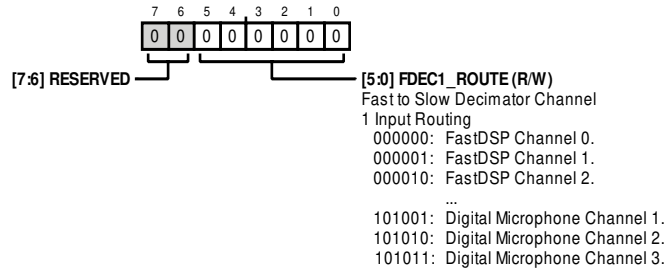 7 6 5 4 3 2 1 0
0 0 0 0 0 0 0 0
[7:6] RESERVED
[5:0] FDEC1_ROUTE (R/W)
Fast to Slow Decimator Channel
1 Input Routing
000000: FastDSP Channel 0.
000001: FastDSP Channel 1.
000010: FastDSP Channel 2.
...
101001: Digital Microphone Channel 1.
101010: Digital Microphone Channel 2.
101011: Digital Microphone Channel 3.